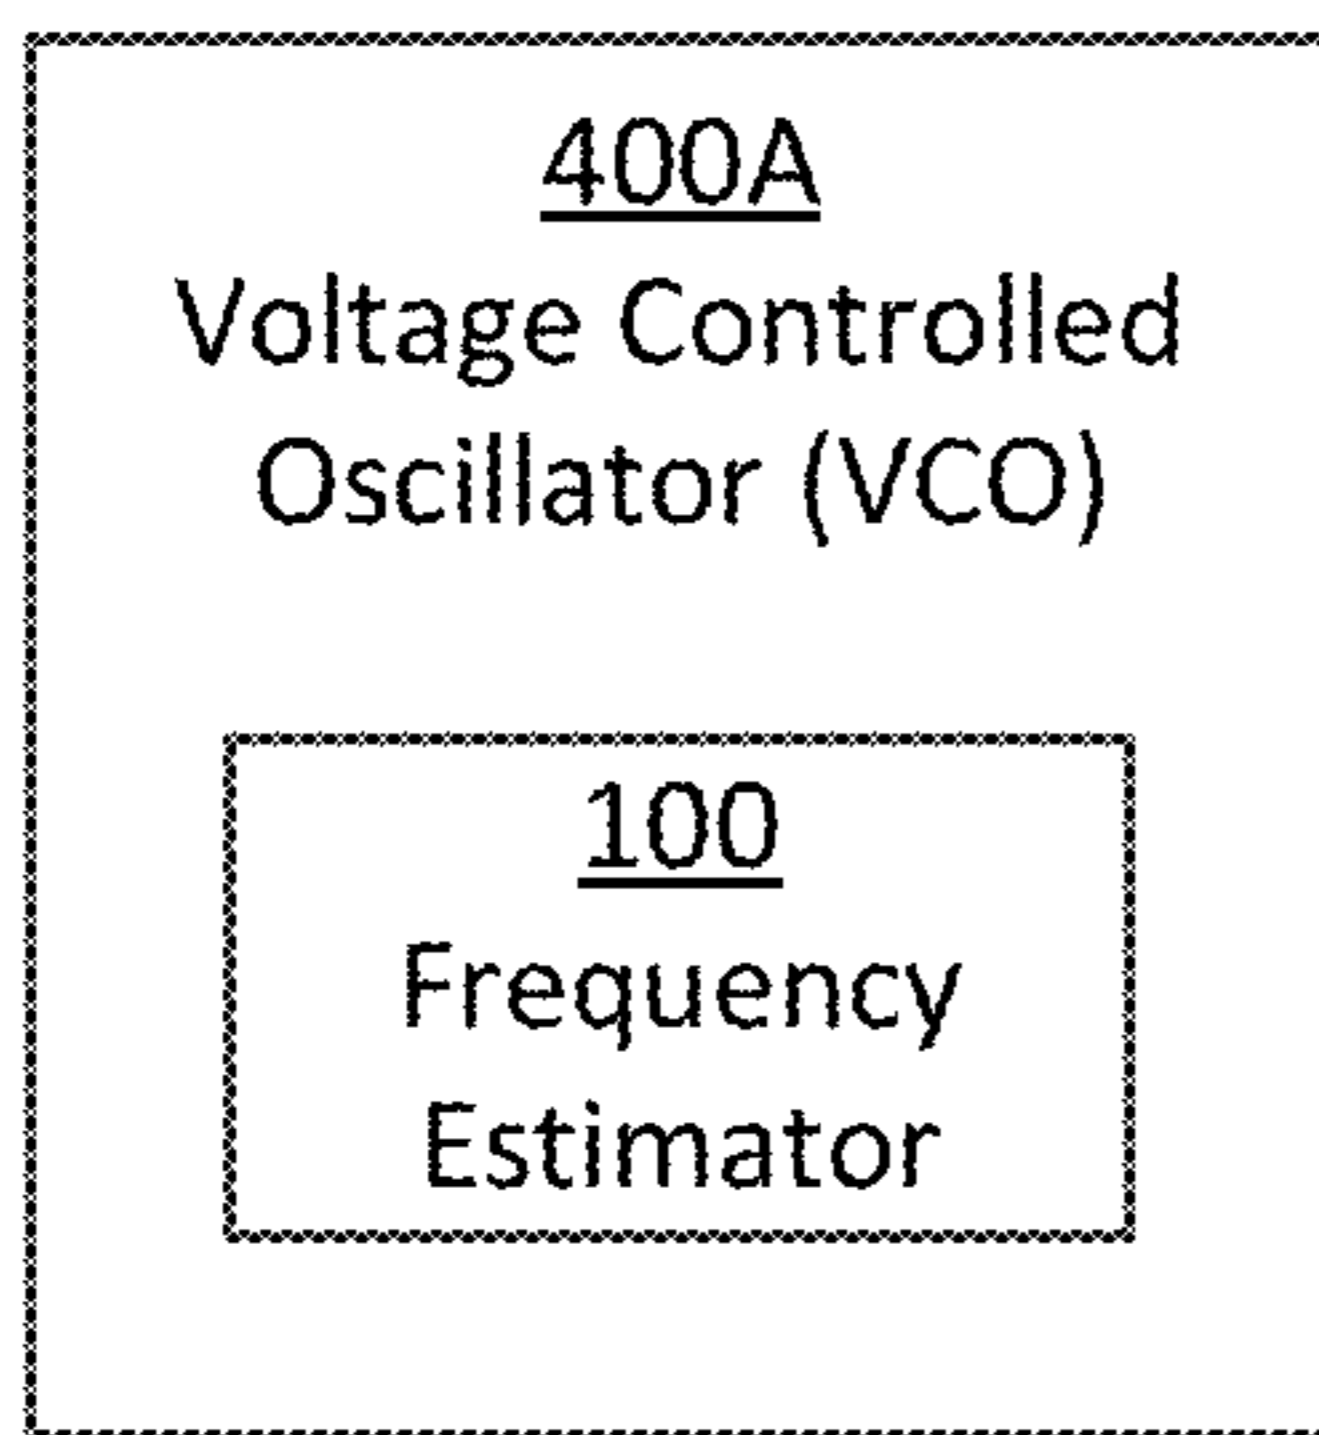 400A
Voltage Controlled
Oscillator (VCO)
100
Frequency
Estimator